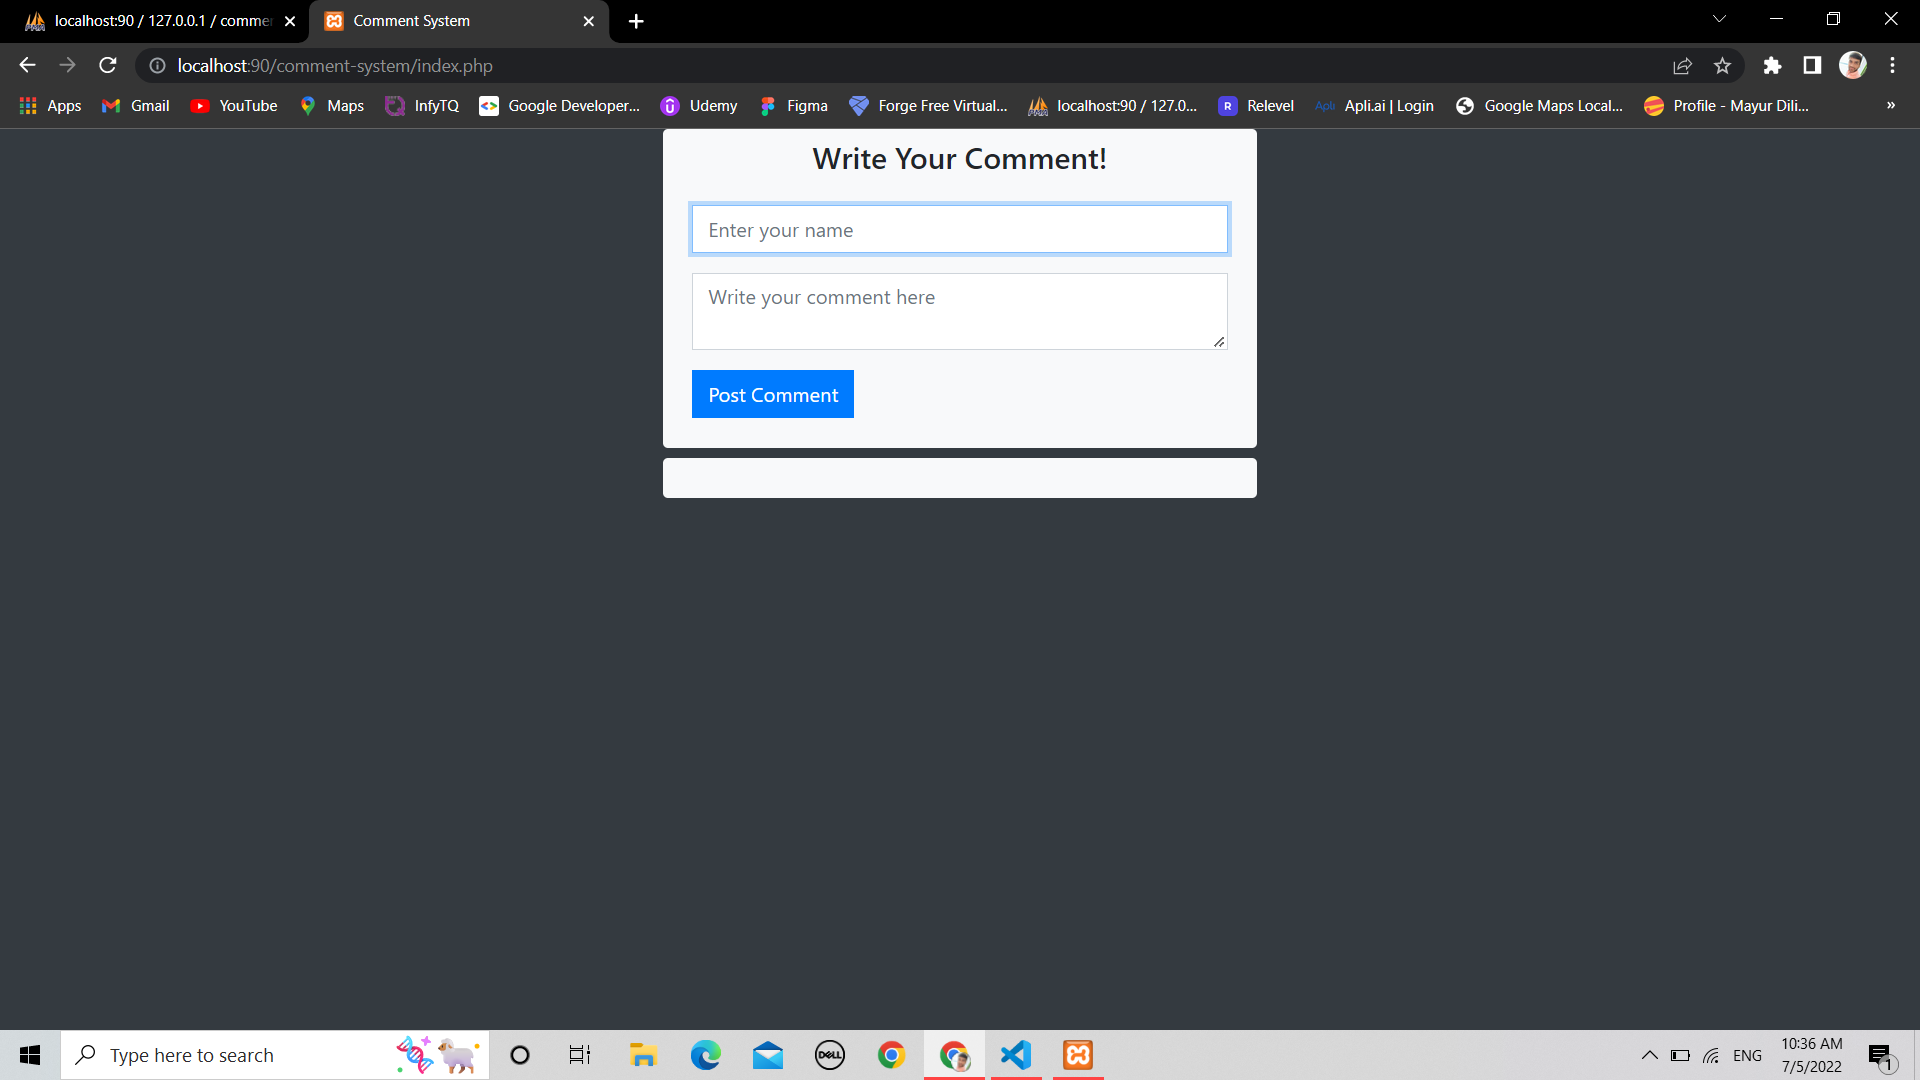 localhost:90 / 127.0.0.1 / comme
Comment System
localhost:90/comment-system/index.php
Apps
Gmail
YouTube
Maps
InfyTQ
Google Developer...
Udemy
Figma
Forge Free Virtual...
localhost:90 / 127.0...
R
Relevel
Apli
Apli.ai | Login
Google Maps Local...
Profile - Mayur Dili...
»
Write Your Comment!
Enter your name
Write your comment here
Post Comment
Type here to search
DELL
ENG
10:36 AM
7/5/2022
1